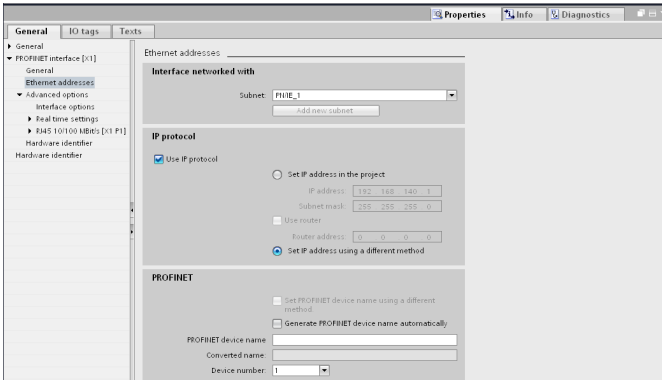 Properties Info Diagnostics
General IO tags Texts
General
PROFINET interface [X1]
General
Ethernet addresses
Advanced options
Interface options
Real time settings
RJ45 10/100 MBit/s [X1 P1]
Hardware identifier
Hardware identifier
Ethernet addresses
Interface networked with
Subnet: PN/IE_1
Add new subnet
IP protocol
Use IP protocol
Set IP address in the project
IP address: 192 . 168 . 140 . 1
Subnet mask: 255 . 255 . 255 . 0
Use router
Router address: 0 . 0 . 0 . 0
Set IP address using a different method
PROFINET
Set PROFINET device name using a different
method
Generate PROFINET device name automatically
PROFINET device name
Converted name:
Device number: 1